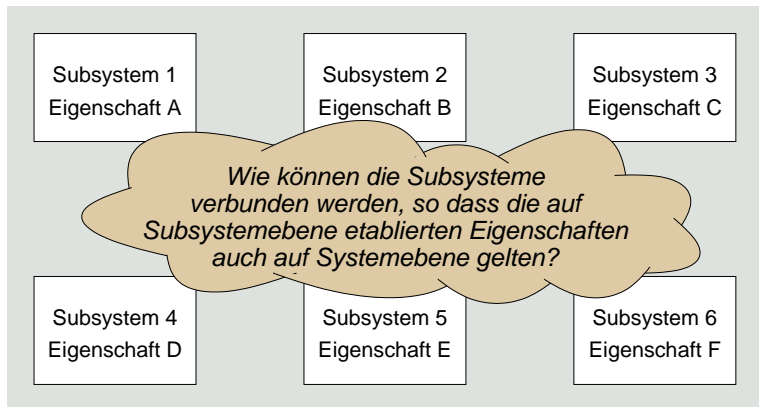 Subsystem 1
Eigenschaft A
Subsystem 2
Eigenschaft B
Subsystem 3
Eigenschaft C
Wie können die Subsysteme
verbunden werden, so dass die auf
Subsystemebene etablierten Eigenschaften
auch auf Systemebene gelten?
Subsystem 4
Eigenschaft D
Subsystem 5
Eigenschaft E
Subsystem 6
Eigenschaft F